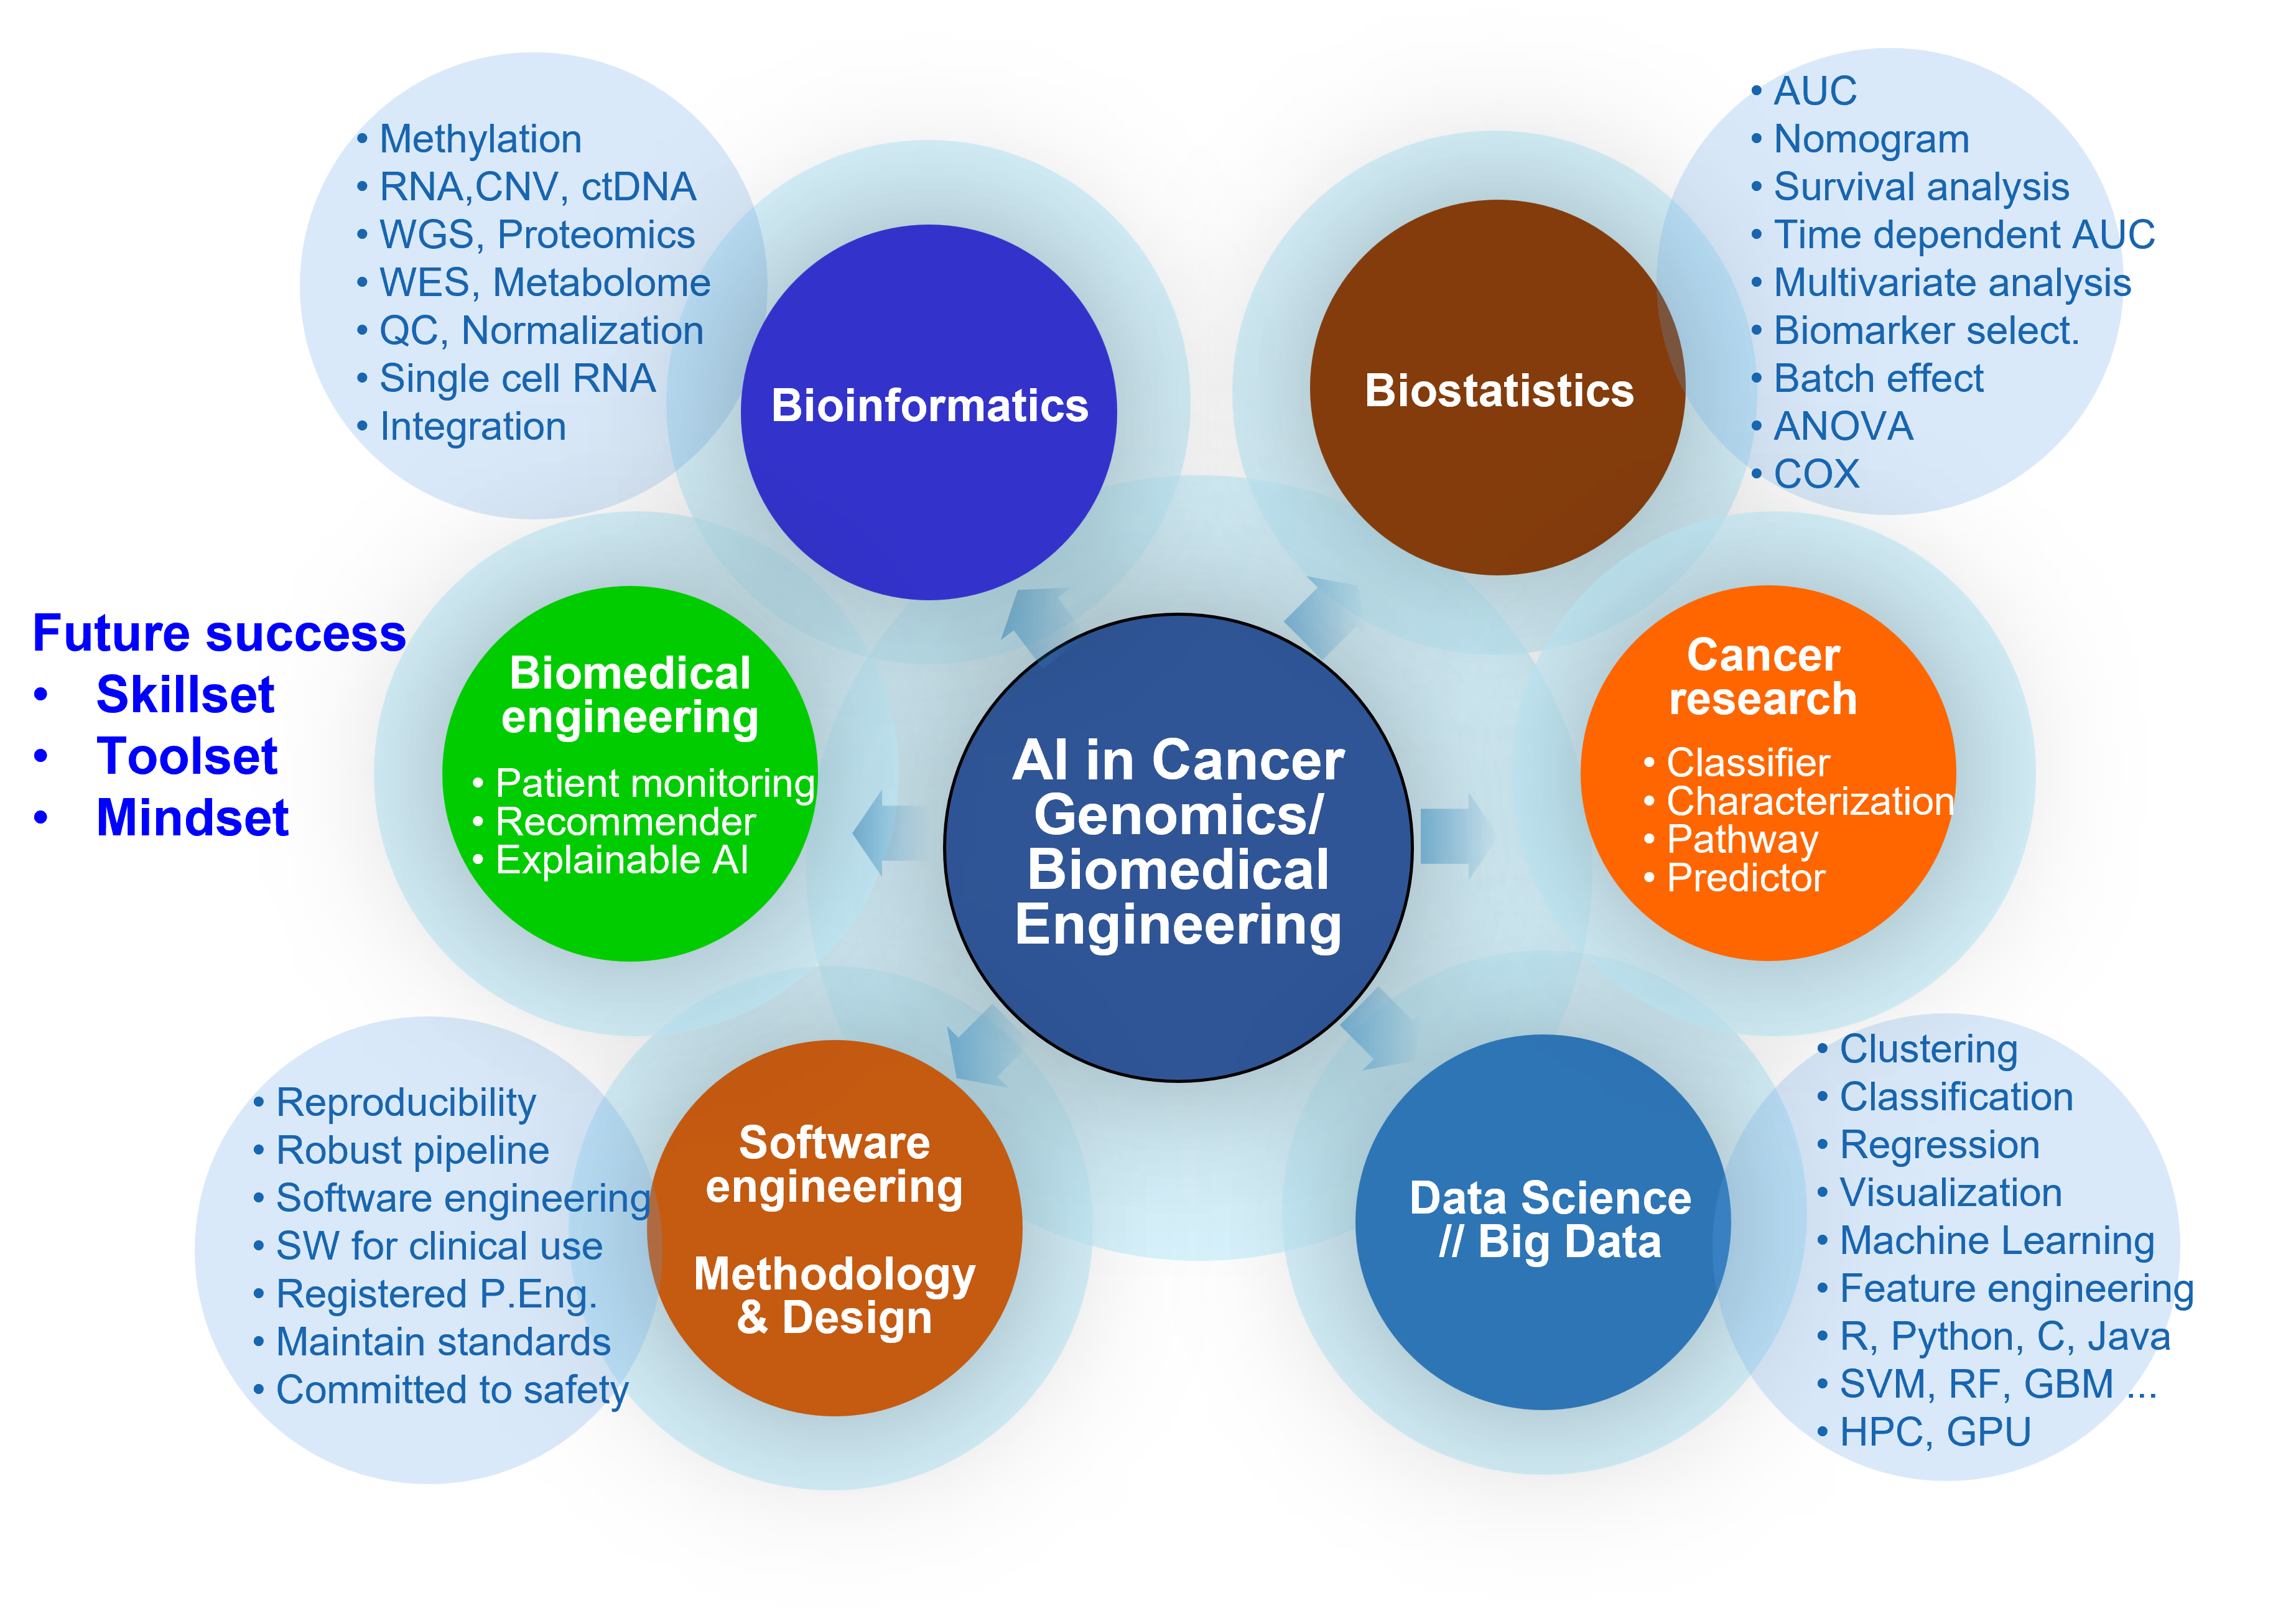 • Methylation
• RNA,CNV, ctDNA
• WGS, Proteomics
• WES, Metabolome
• QC, Normalization
• Single cell RNA
• Integration
Bioinformatics
Biostatistics
• AUC
• Nomogram
• Survival analysis
• Time dependent AUC
• Multivariate analysis
• Biomarker select.
• Batch effect
• ANOVA
• COX
Future success
• Skillset
• Toolset
• Mindset
Biomedical
engineering
• Patient monitoring
• Recommender
• Explainable AI
AI in Cancer
Genomics/
Biomedical
Engineering
Cancer
research
• Classifier
• Characterization
• Pathway
• Predictor
• Reproducibility
• Robust pipeline
• Software engineering
• SW for clinical use
• Registered P.Eng.
• Maintain standards
• Committed to safety
Software
engineering
Methodology
& Design
Data Science
// Big Data
• Clustering
• Classification
• Regression
• Visualization
• Machine Learning
• Feature engineering
• R, Python, C, Java
• SVM, RF, GBM ...
• HPC, GPU